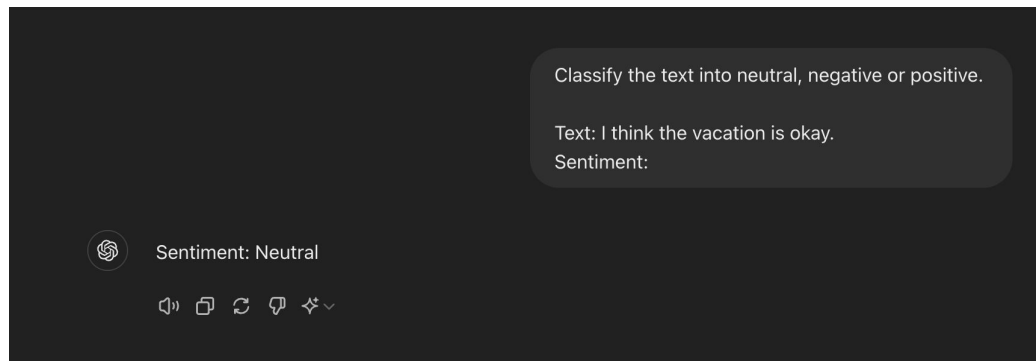 Classify the text into neutral, negative or positive.
Text: I think the vacation is okay.
Sentiment:
Sentiment: Neutral